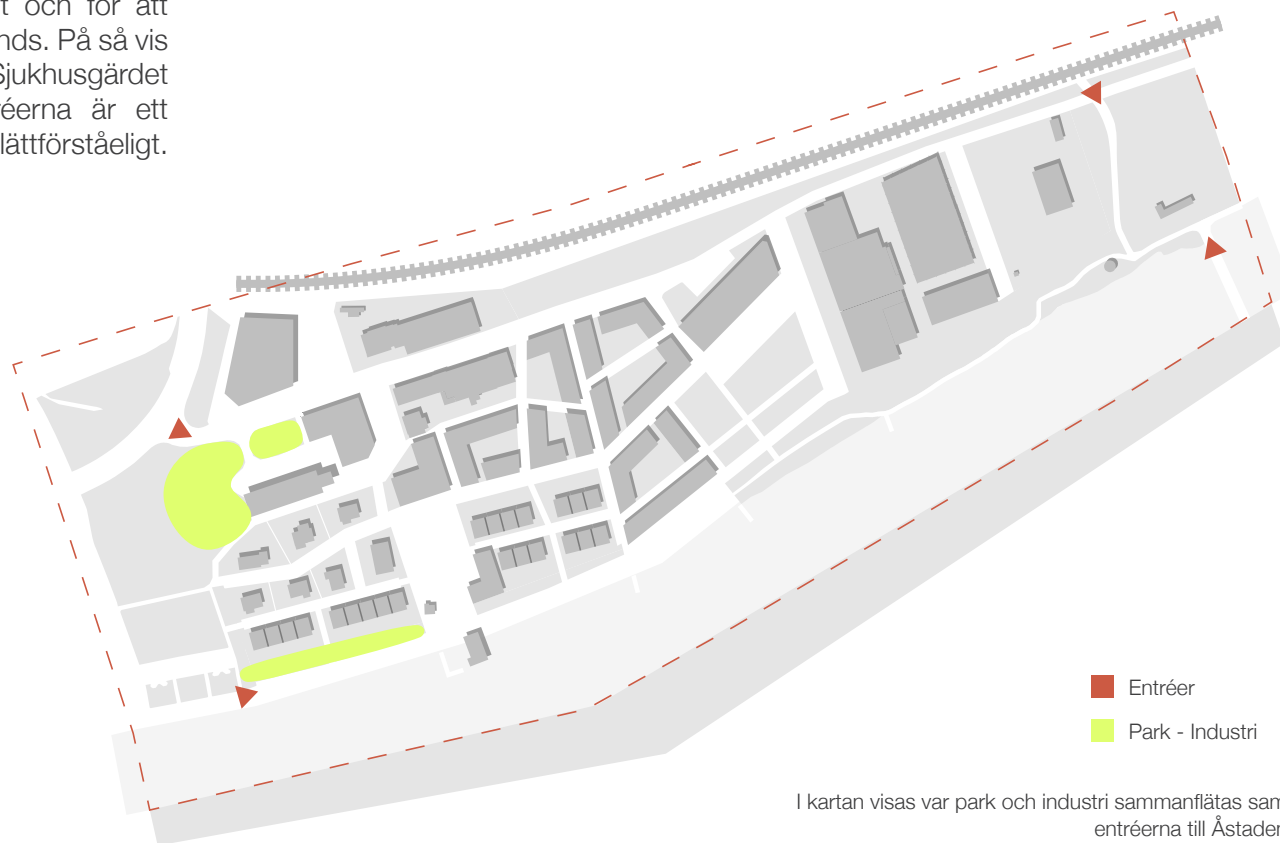 t och för att
nds. På så vis
Sjukhusgärdet
éerna är ett
lättförståeligt.
Entréer
Park - Industri
I kartan visas var park och industri sammanflätas sam
entréerna till Åstaden